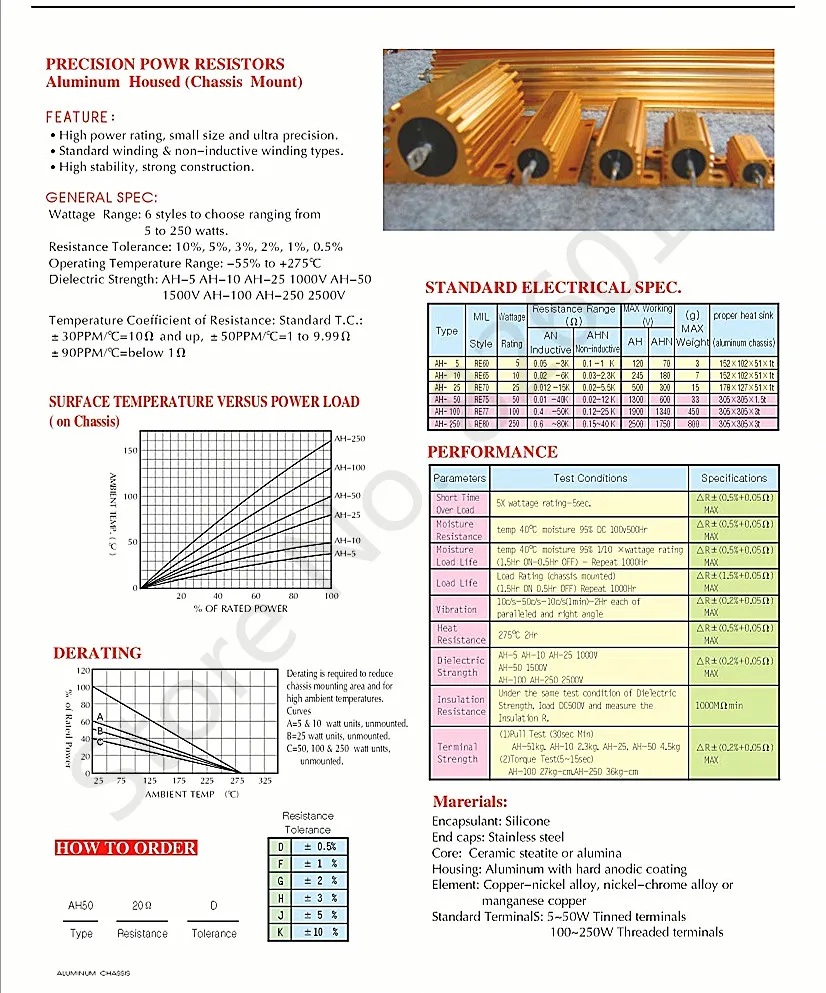 PRECISION POWR RESISTORS
Aluminum Housed (Chassis Mount)
FEATURE:
• High power rating, small size and ultra precision.
• Standard winding & non-inductive winding types.
• High stability, strong construction.
GENERAL SPEC:
Wattage Range: 6 styles to choose ranging from
5 to 250 watts.
Resistance Tolerance: 10%, 5%, 3%, 2%, 1%, 0.5%
Operating Temperature Range: -55% to +275℃
Dielectric Strength: AH-5 AH-10 AH-25 1000V AH-50
1500V AH-100 AH-250 2500V
Temperature Coefficient of Resistance: Standard T.C.:
± 30PPM/℃=10Ω and up, ± 50PPM/℃=1 to 9.99Ω
± 90PPM/℃=below 1Ω
SURFACE TEMPERATURE VERSUS POWER LOAD
( on Chassis)
AH-250
AH-100
AH-50
AH-25
AH-10
AH-5
150
100
50
0
AMBIENT TEMP. (℃)
20 40 60 80 100
% OF RATED POWER
DERATING
120
100
80
60
40
20
0
% of Rated Power
A
B
C
25 75 125 175 225 275 325
AMBIENT TEMP (℃)
Derating is required to reduce
chassis mounting area and for
high ambient temperatures.
Curves
A=5 & 10 watt units, unmounted.
B=25 watt units, unmounted.
C=50, 100 & 250 watt units,
unmounted.
HOW TO ORDER
AH50 20Ω D
Type Resistance Tolerance
Resistance
Tolerance
D ± 0.5%
F ± 1 %
G ± 2 %
H ± 3 %
J ± 5 %
K ±10 %
ALUMINUM CHASSIS
STANDARD ELECTRICAL SPEC.
Type MIL Style Wattage Rating Resistance Range (Ω) AN Inductive AHN Non-inductive MAX Working (V) AH AHN (g) MAX Weight proper heat sink (aluminum chassis)
AH- 5 RE60 5 0.05 -3K 0.1-1 K 120 70 3 152×102×51×1t
AH- 10 RE65 10 0.02 -6K 0.03-2.3K 245 180 7 152×102×51×1t
AH- 25 RE70 25 0.012-15K 0.02-5.5K 500 300 15 178×127×51×1t
AH- 50 RE75 50 0.01 -40K 0.02-12 K 1300 600 33 305×305×1.5t
AH-100 RE77 100 0.4 -50K 0.12-25 K 1900 1340 450 305×305×3t
AH-250 RE80 250 0.6 ~80K 0.15~40 K 2500 1750 800 305×305×3t
PERFORMANCE
Parameters Test Conditions Specifications
Short Time Over Load 5X wattage rating-5sec. △R±(0.5%+0.05Ω) MAX
Moisture Resistance temp 40℃ moisture 95% DC 100v500Hr △R±(0.5%+0.05Ω) MAX
Moisture Load Life temp 40℃ moisture 95% 1/10 ×wattage rating (1.5Hr ON-0.5Hr OFF) - Repeat 1000Hr △R±(0.5%+0.05Ω) MAX
Load Life Load Rating (chassis mounted) (1.5Hr ON 0.5Hr OFF) Repeat 1000Hr △R±(1.5%+0.05Ω) MAX
Vibration 10c/s-50c/s-10c/s(1min)-2Hr each of paralleled and right angle △R±(0.2%+0.05Ω) MAX
Heat Resistance 275℃ 2Hr △R±(0.5%+0.05Ω) MAX
Dielectric Strength AH-5 AH-10 AH-25 1000V AH-50 1500V AH-100 AH-250 2500V △R±(0.2%+0.05Ω) MAX
Insulation Resistance Under the same test condition of Dielectric Strength, load DC500V and measure the Insulation R. 1000MΩmin
Terminal Strength (1)Pull Test (30sec Min) AH-51kg. AH-10 2.3kg. AH-25, AH-50 4.5kg (2)Torque Test(5~15sec) AH-100 27kg-cm.AH-250 36kg-cm △R±(0.2%+0.05Ω) MAX
Marerials:
Encapsulant: Silicone
End caps: Stainless steel
Core: Ceramic steatite or alumina
Housing: Aluminum with hard anodic coating
Element: Copper-nickel alloy, nickel-chrome alloy or
manganese copper
Standard TerminalS: 5~50W Tinned terminals
100~250W Threaded terminals
Store No.